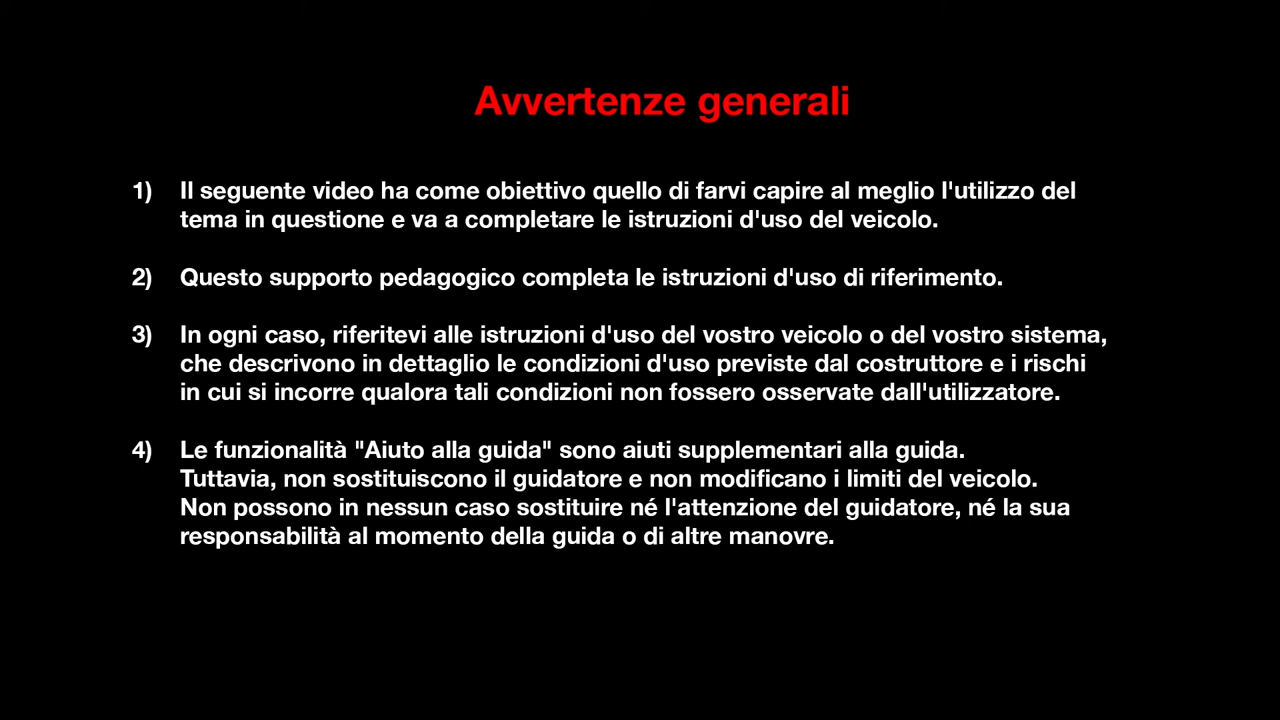 Avvertenze generali
1) Il seguente video ha come obiettivo quello di farvi capire al meglio l'utilizzo del
tema in questione e va a completare le istruzioni d'uso del veicolo.
2) Questo supporto pedagogico completa le istruzioni d'uso di riferimento.
3) In ogni caso, riferitevi alle istruzioni d'uso del vostro veicolo o del vostro sistema,
che descrivono in dettaglio le condizioni d'uso previste dal costruttore e i rischi
in cui si incorre qualora tali condizioni non fossero osservate dall'utilizzatore.
4) Le funzionalità "Aiuto alla guida" sono aiuti supplementari alla guida.
Tuttavia, non sostituiscono il guidatore e non modificano i limiti del veicolo.
Non possono in nessun caso sostituire né l'attenzione del guidatore, né la sua
responsabilità al momento della guida o di altre manovre.